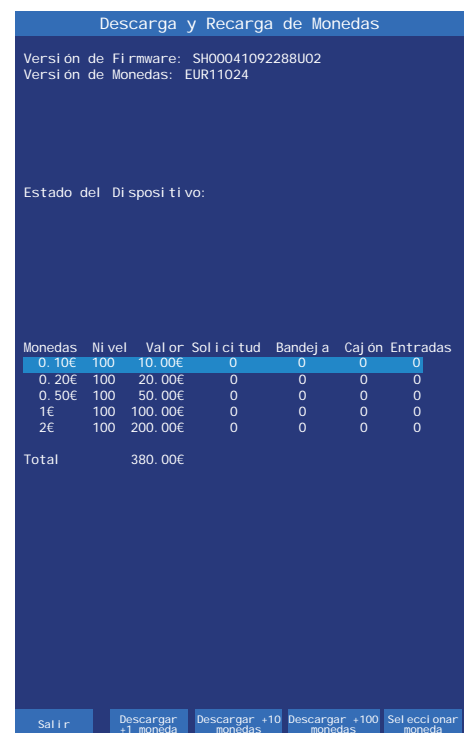 Descarga y Recarga de Monedas
Versión de Firmware: SH00041092288U02
Versión de Monedas: EUR11024
Estado del Dispositivo:
Monedas Nivel Valor Solicitud Bandeja Cajón Entradas
0.10€ 100 10.00€ 0 0 0 0
0.20€ 100 20.00€ 0 0 0 0
0.50€ 100 50.00€ 0 0 0 0
1€ 100 100.00€ 0 0 0 0
2€ 100 200.00€ 0 0 0 0
Total 380.00€
Salir
Descargar
+1 moneda
Descargar +10
monedas
Descargar +100
monedas
Seleccionar
moneda